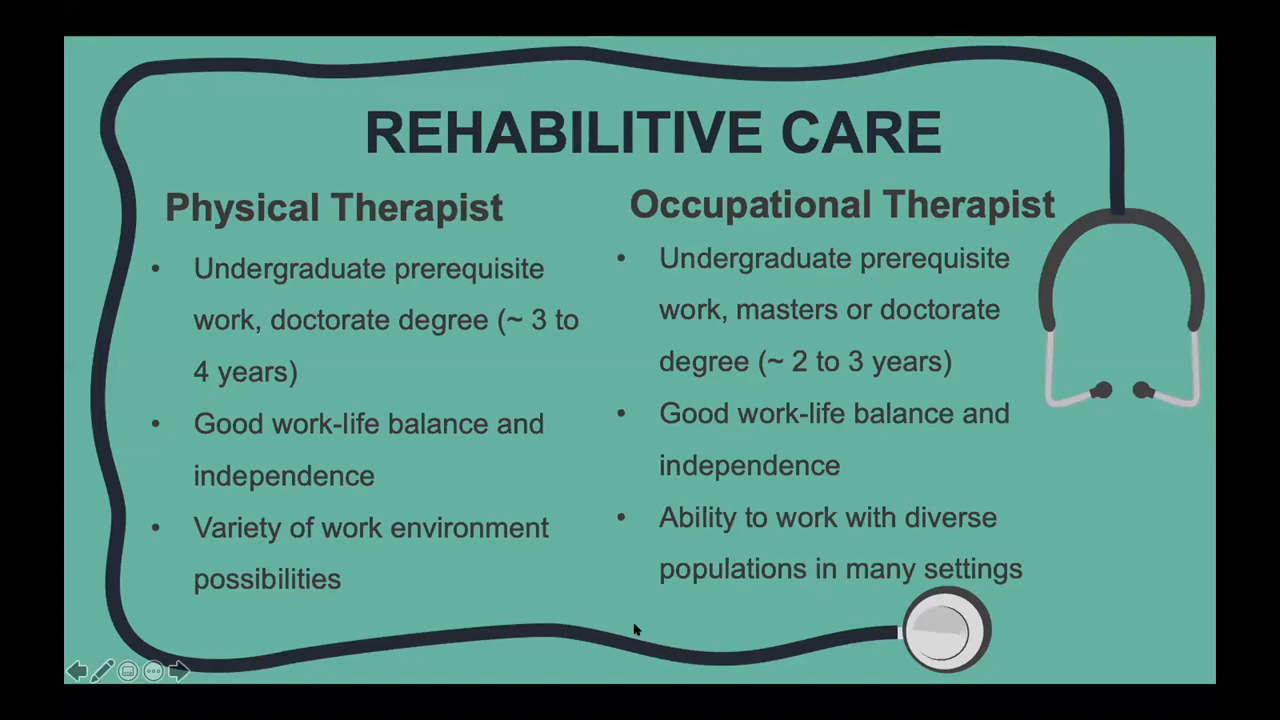 REHABILITIVE CARE
Physical Therapist
• Undergraduate prerequisite
work, doctorate degree (~ 3 to
4 years)
• Good work-life balance and
independence
• Variety of work environment
possibilities
Occupational Therapist
• Undergraduate prerequisite
work, masters or doctorate
degree (~ 2 to 3 years)
• Good work-life balance and
independence
• Ability to work with diverse
populations in many settings